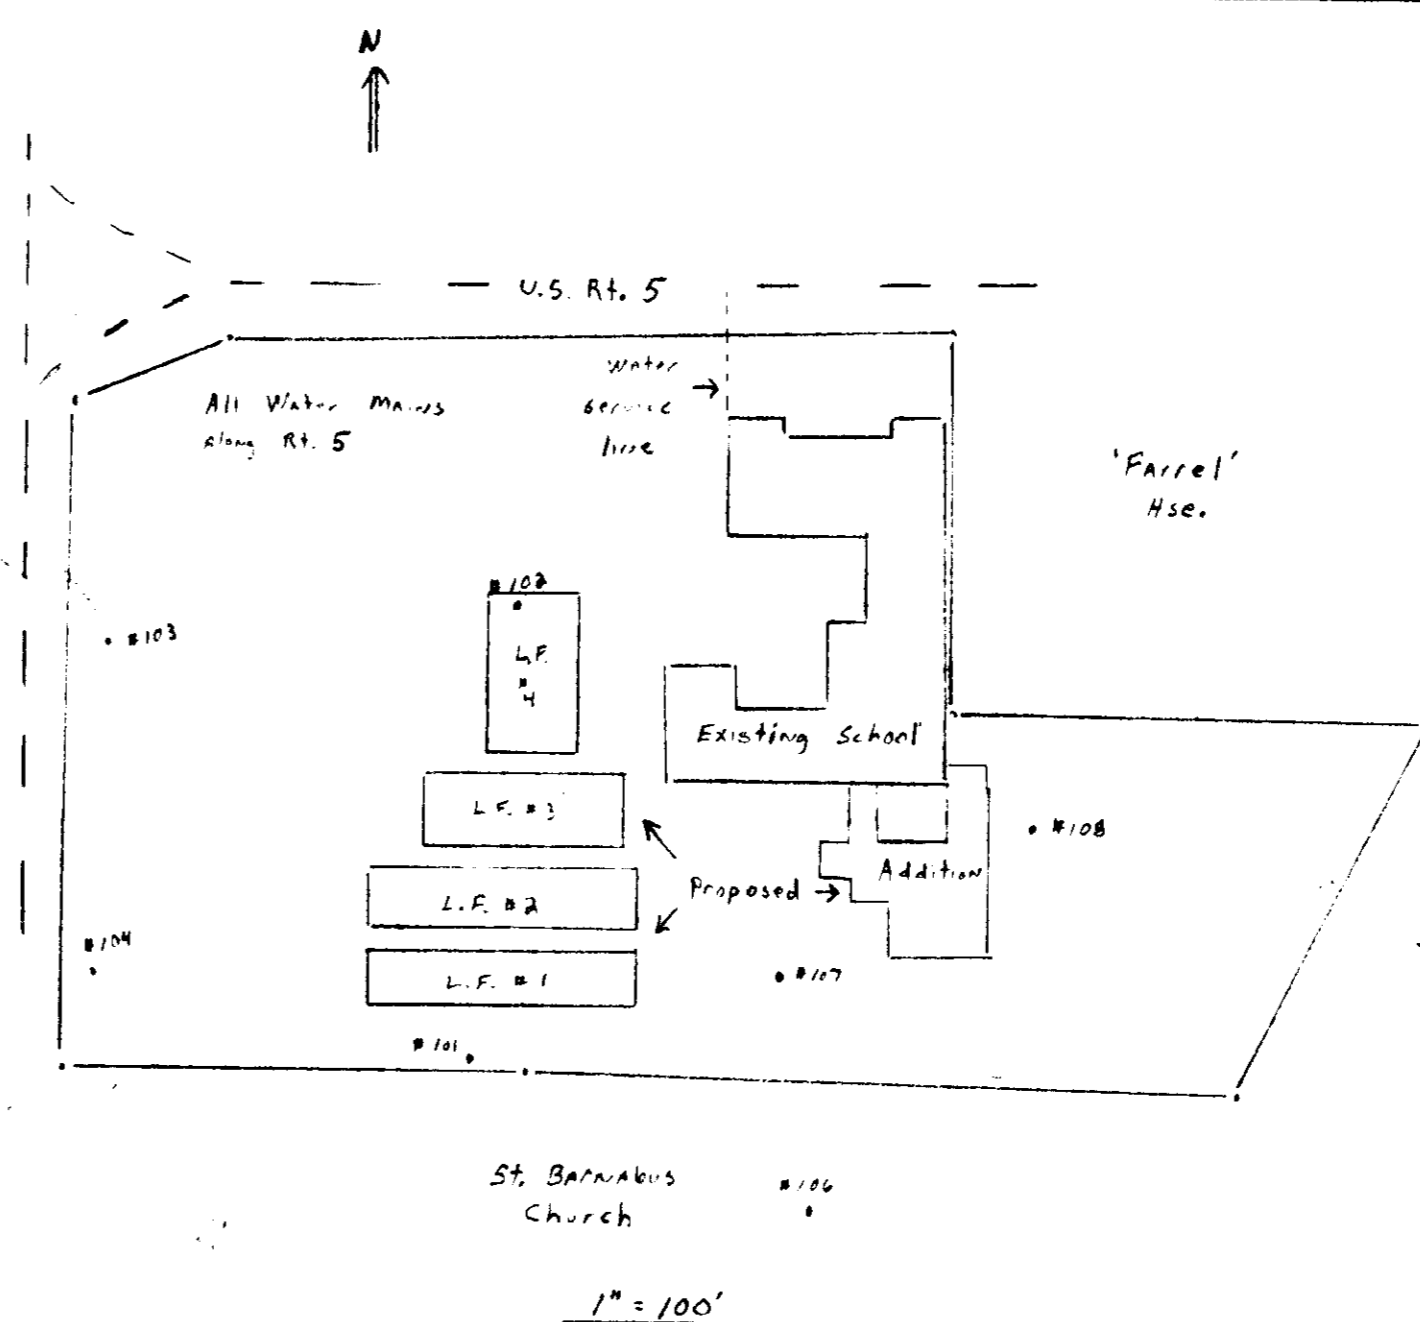 N
U.S. Rt. 5
Water
service
line
All Water Mains
along Rt. 5
'Farrel'
Hse.
#102
L.F.
#
4
#103
Existing School
L.F. #3
#108
Addition
Proposed
L.F. #2
#104
#107
L.F. #1
#101
St. Barnabus
Church
#106
1" = 100'